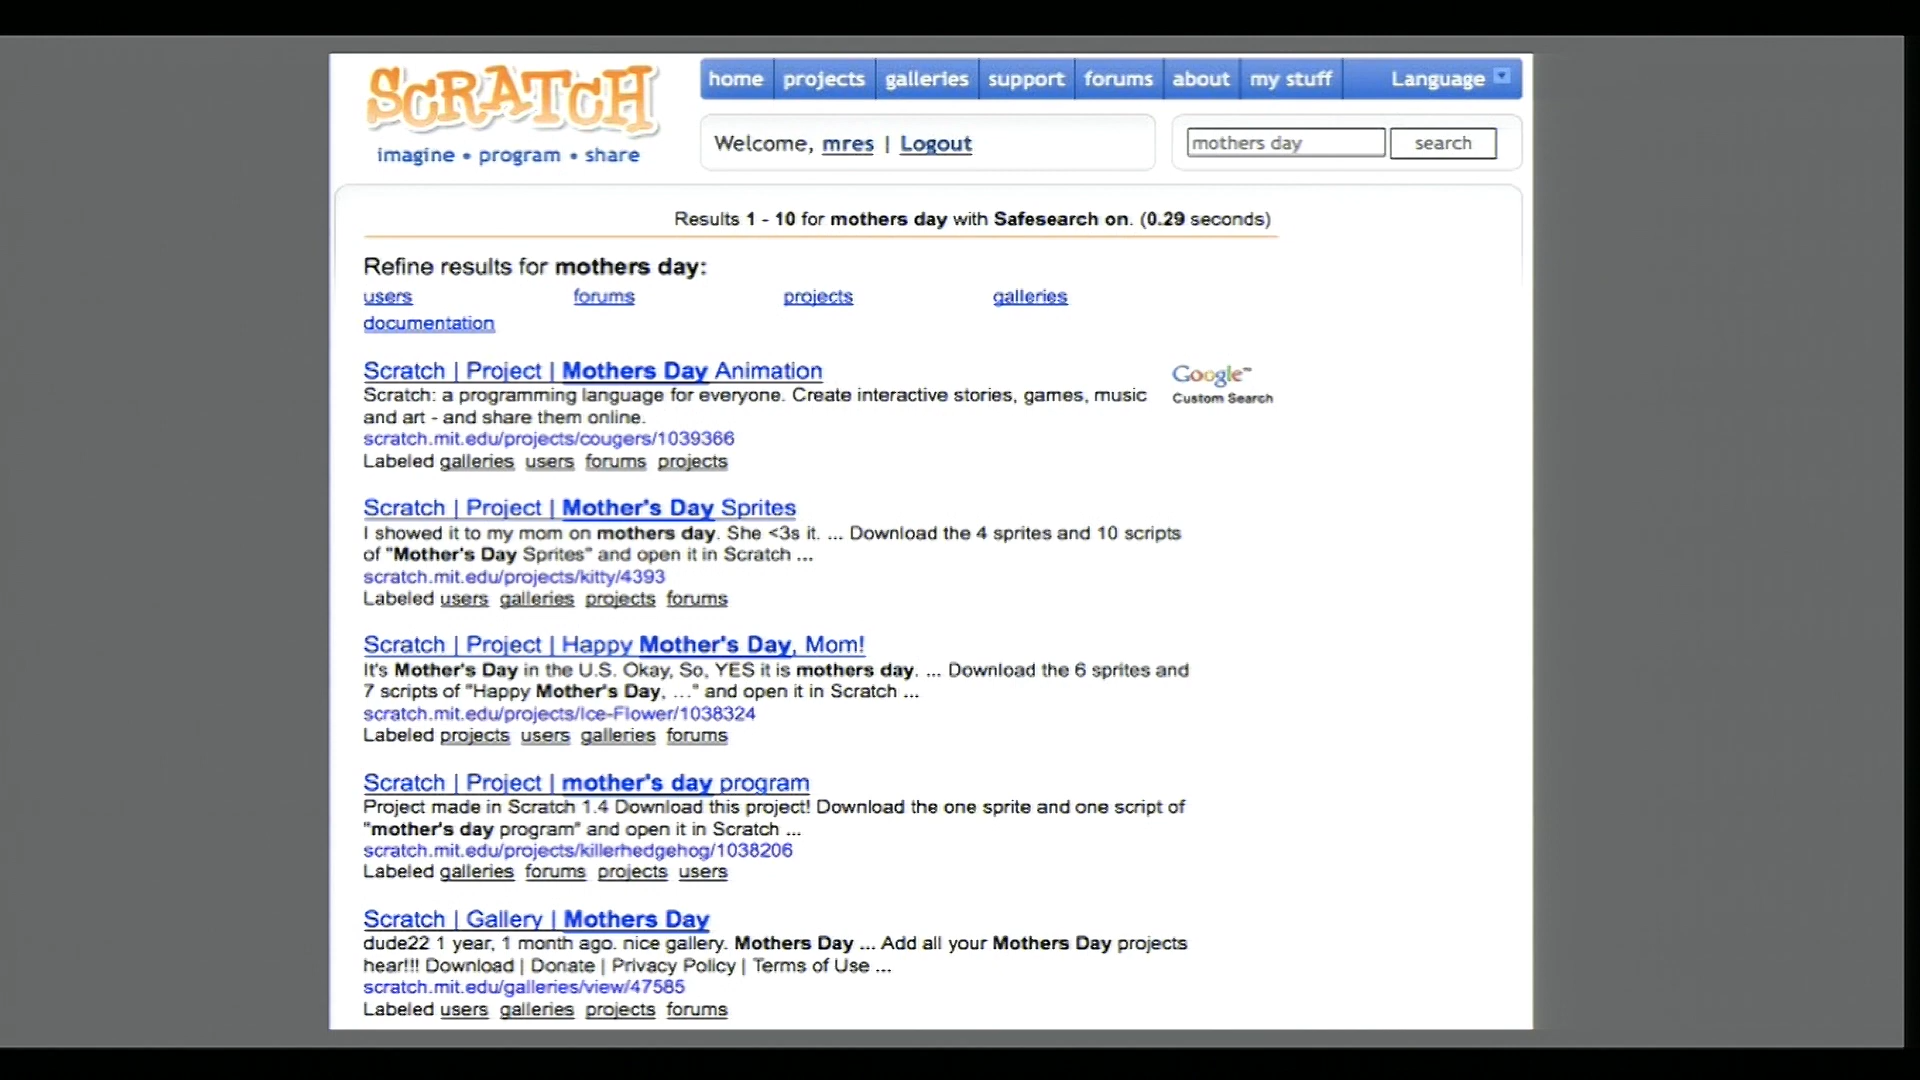 SCRATCH
imagine • program • share
home projects galleries support forums about my stuff Language
Welcome, mres | Logout
mothers day search
Results 1 - 10 for mothers day with Safesearch on. (0.29 seconds)
Refine results for mothers day:
users forums projects galleries
documentation
Scratch | Project | Mothers Day Animation
Scratch: a programming language for everyone. Create interactive stories, games, music
and art - and share them online.
scratch.mit.edu/projects/cougers/1039366
Labeled galleries users forums projects
Google™
Custom Search
Scratch | Project | Mother's Day Sprites
I showed it to my mom on mothers day. She <3s it. ... Download the 4 sprites and 10 scripts
of "Mother's Day Sprites" and open it in Scratch ...
scratch.mit.edu/projects/kitty/4393
Labeled users galleries projects forums
Scratch | Project | Happy Mother's Day, Mom!
It's Mother's Day in the U.S. Okay, So, YES it is mothers day. ... Download the 6 sprites and
7 scripts of "Happy Mother's Day, ..." and open it in Scratch ...
scratch.mit.edu/projects/Ice-Flower/1038324
Labeled projects users galleries forums
Scratch | Project | mother's day program
Project made in Scratch 1.4 Download this project! Download the one sprite and one script of
"mother's day program" and open it in Scratch ...
scratch.mit.edu/projects/killerhedgehog/1038206
Labeled galleries forums projects users
Scratch | Gallery | Mothers Day
dude22 1 year, 1 month ago. nice gallery. Mothers Day ... Add all your Mothers Day projects
hear!!! Download | Donate | Privacy Policy | Terms of Use ...
scratch.mit.edu/galleries/view/47585
Labeled users galleries projects forums